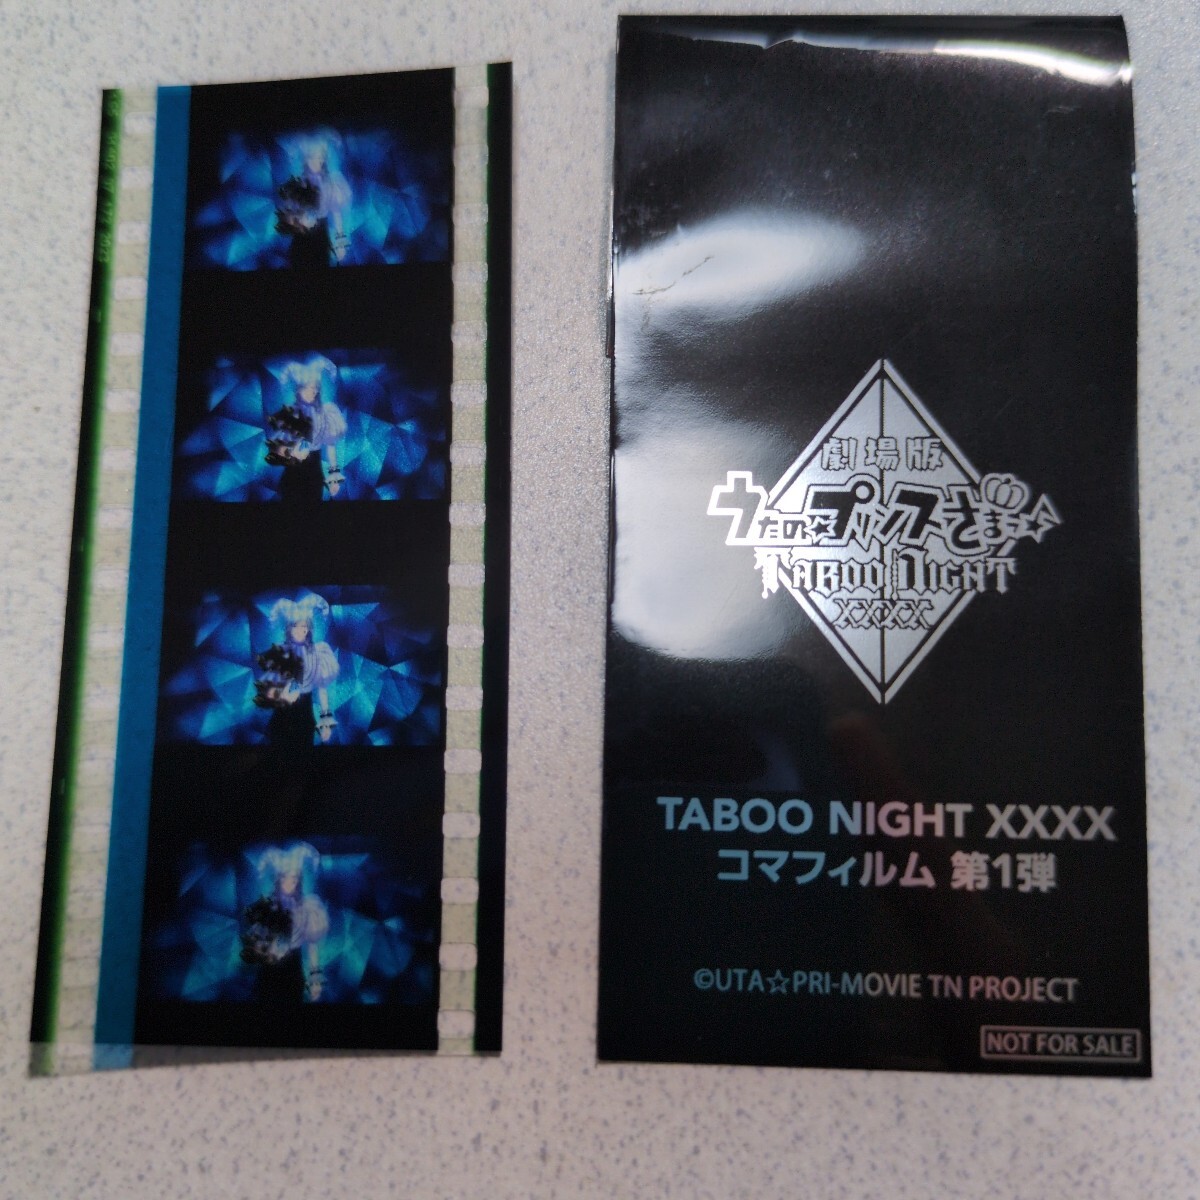 劇場版
うたの☆プリンスさまっ♪
TABOO NIGHT
XXXX
TABOO NIGHT XXXX
コマフィルム 第1弾
©UTA☆PRI-MOVIE TN PROJECT
NOT FOR SALE